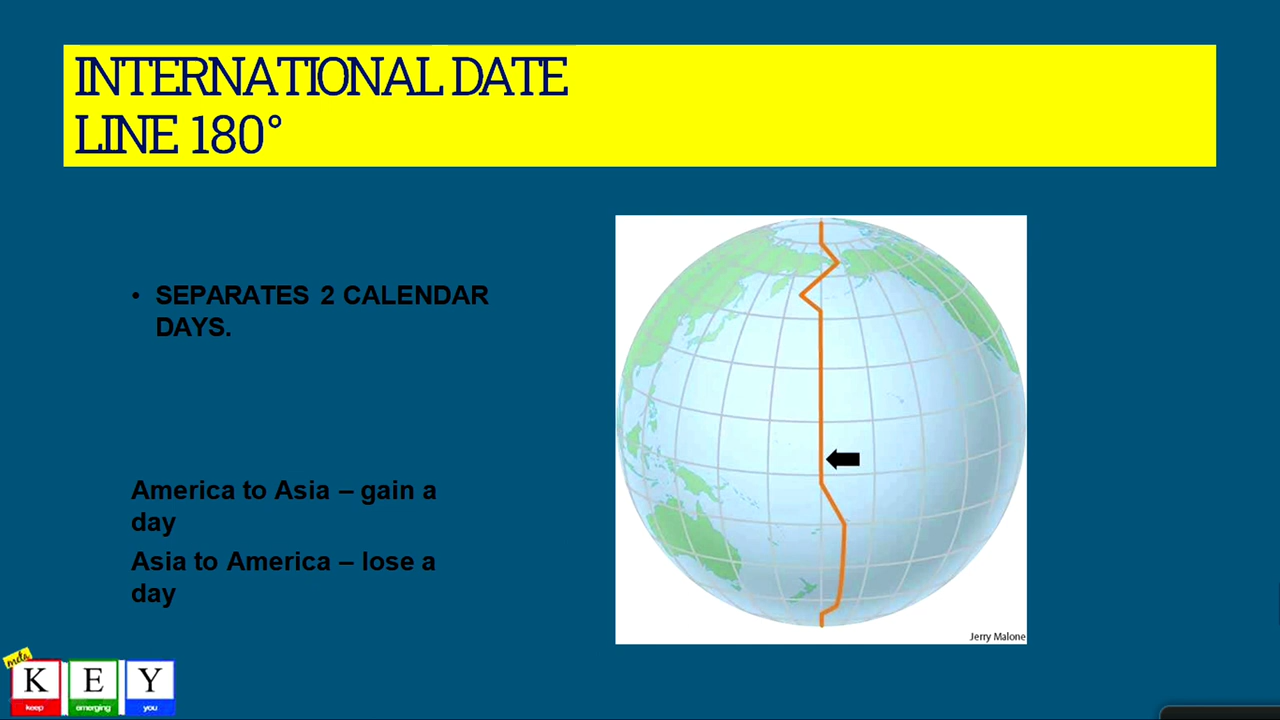 INTERNATIONAL DATE
LINE 180°
• SEPARATES 2 CALENDAR
DAYS.
America to Asia – gain a
day
Asia to America – lose a
day
Jerry Malone
meta
K E Y
keep emerging you